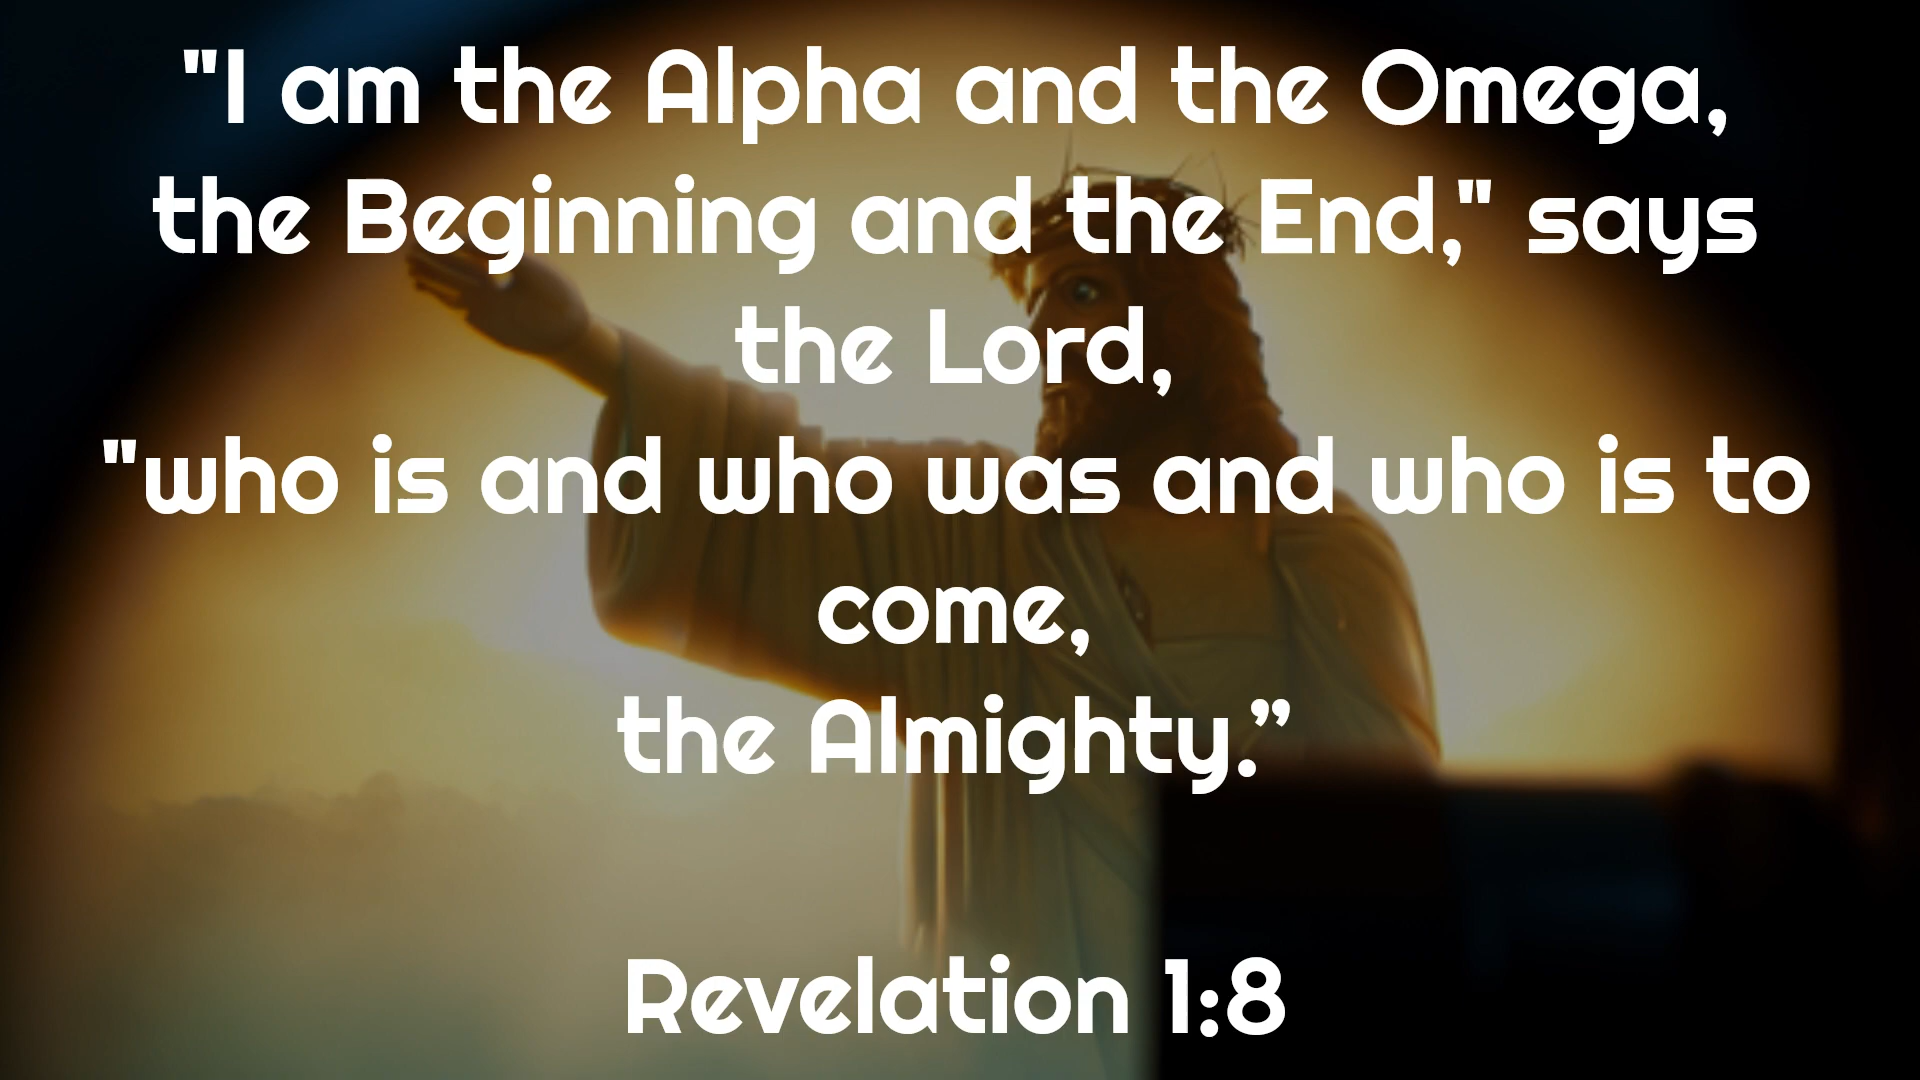 "I am the Alpha and the Omega,
the Beginning and the End," says
the Lord,
"who is and who was and who is to
come,
the Almighty.”
Revelation 1:8